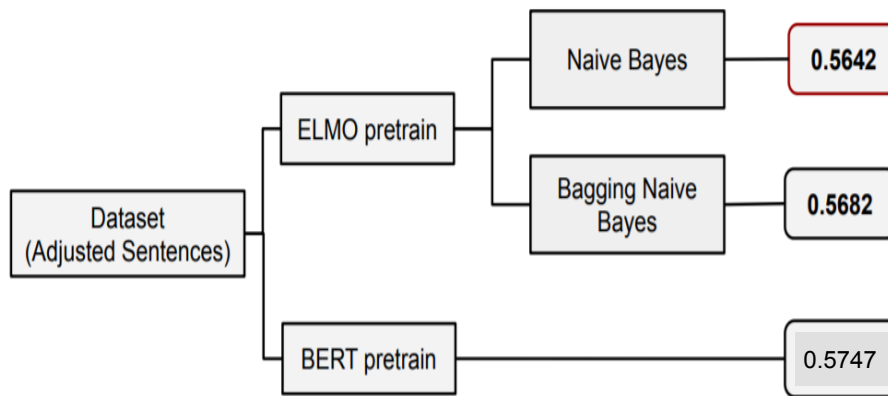 Naive Bayes
0.5642
ELMO pretrain
Bagging Naive
Bayes
0.5682
Dataset
(Adjusted Sentences)
BERT pretrain
0.5747